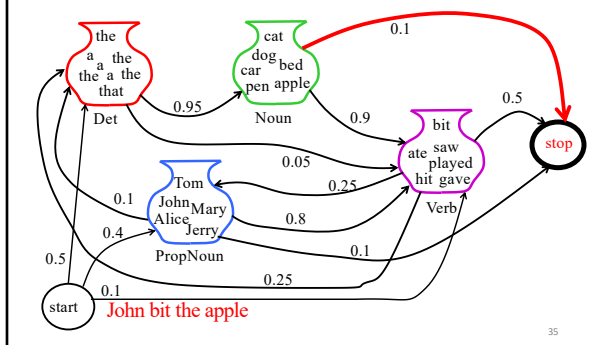 the
a
a the
the a the
that
Det
cat
dog
bed
car
pen apple
Noun
0.1
0.95
0.9
0.5
bit
ate saw
played
hit gave
Verb
stop
0.05
0.25
Tom
John
Mary
Alice
Jerry
PropNoun
0.1
0.8
0.4
0.1
0.5
0.25
0.1
start
John bit the apple
35